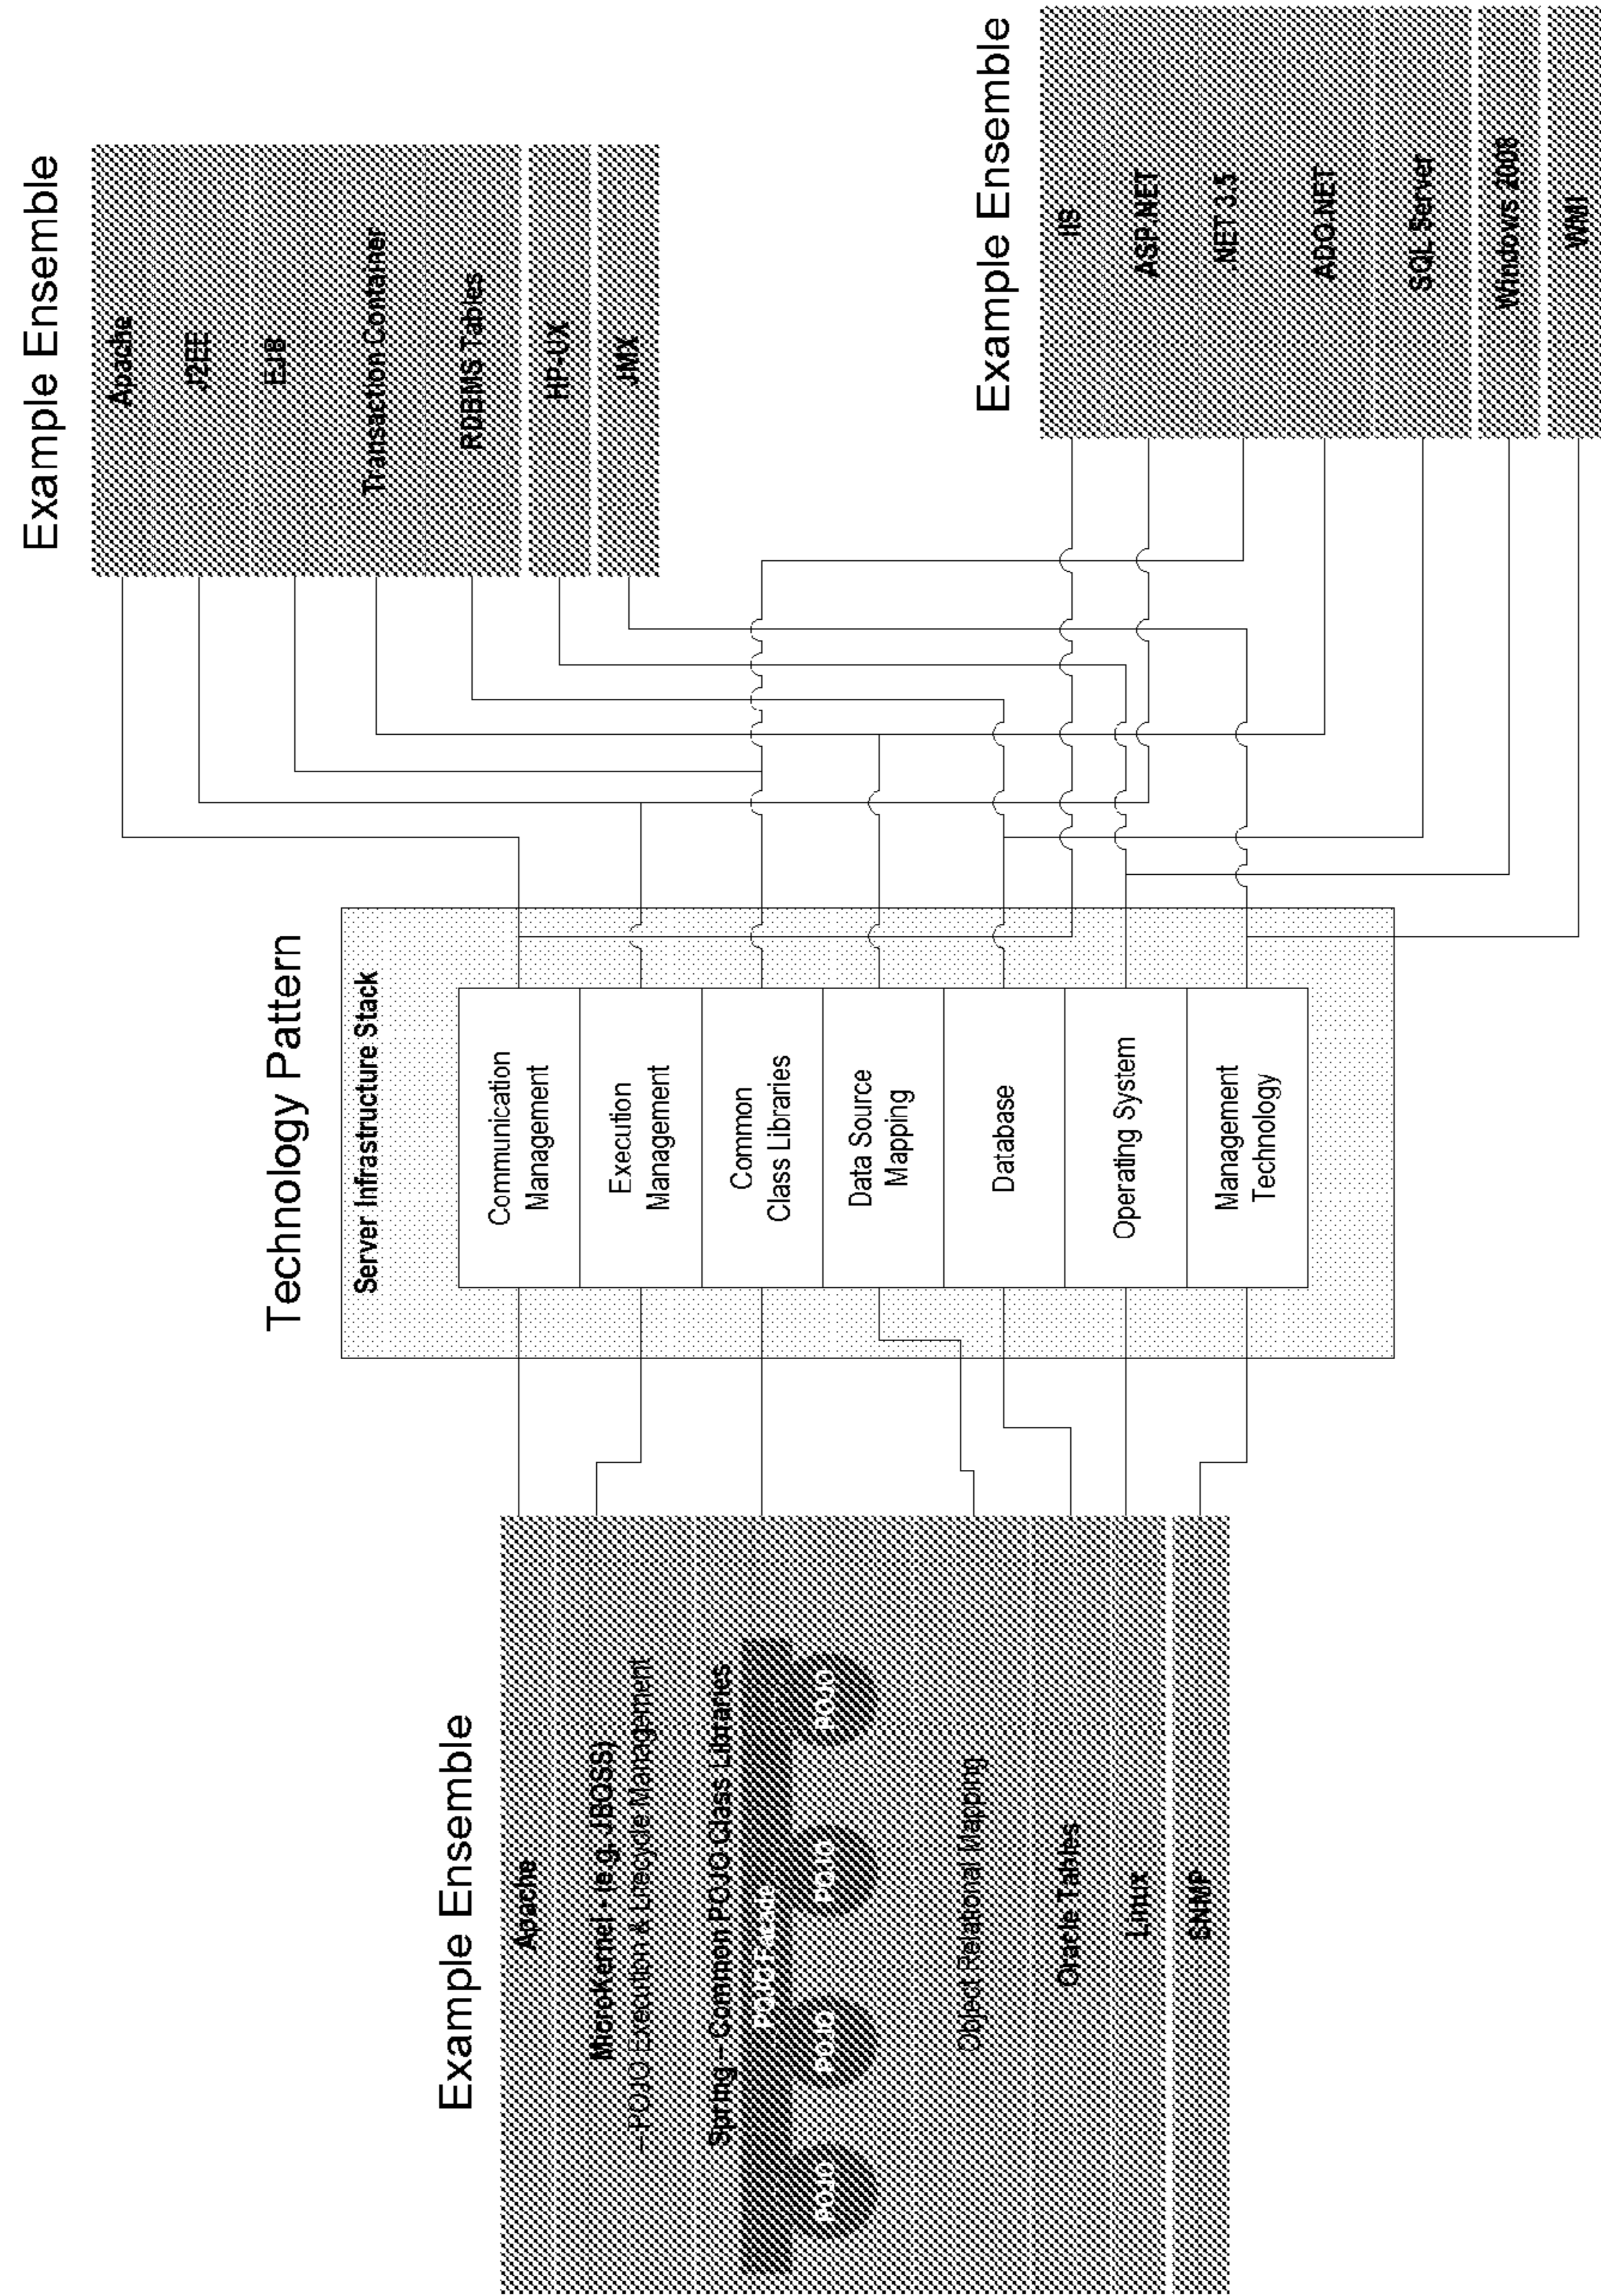 Example Ensemble
Apache
MicroKernel - (e.g. JBOSS)
– POJO Execution & Lifecycle Management
Spring – Common POJO Class Libraries
POJO Facade
POJO
POJO
POJO
POJO
Object Relational Mapping
Oracle Tables
Linux
SNMP
Technology Pattern
Server Infrastructure Stack
Communication
Management
Execution
Management
Common
Class Libraries
Data Source
Mapping
Database
Operating System
Management
Technology
Example Ensemble
Apache
J2EE
EJB
Transaction Container
RDBMS Tables
HP-UX
JMX
Example Ensemble
IIS
ASP.NET
.NET 3.5
ADO.NET
SQL Server
Windows 2008
WMI